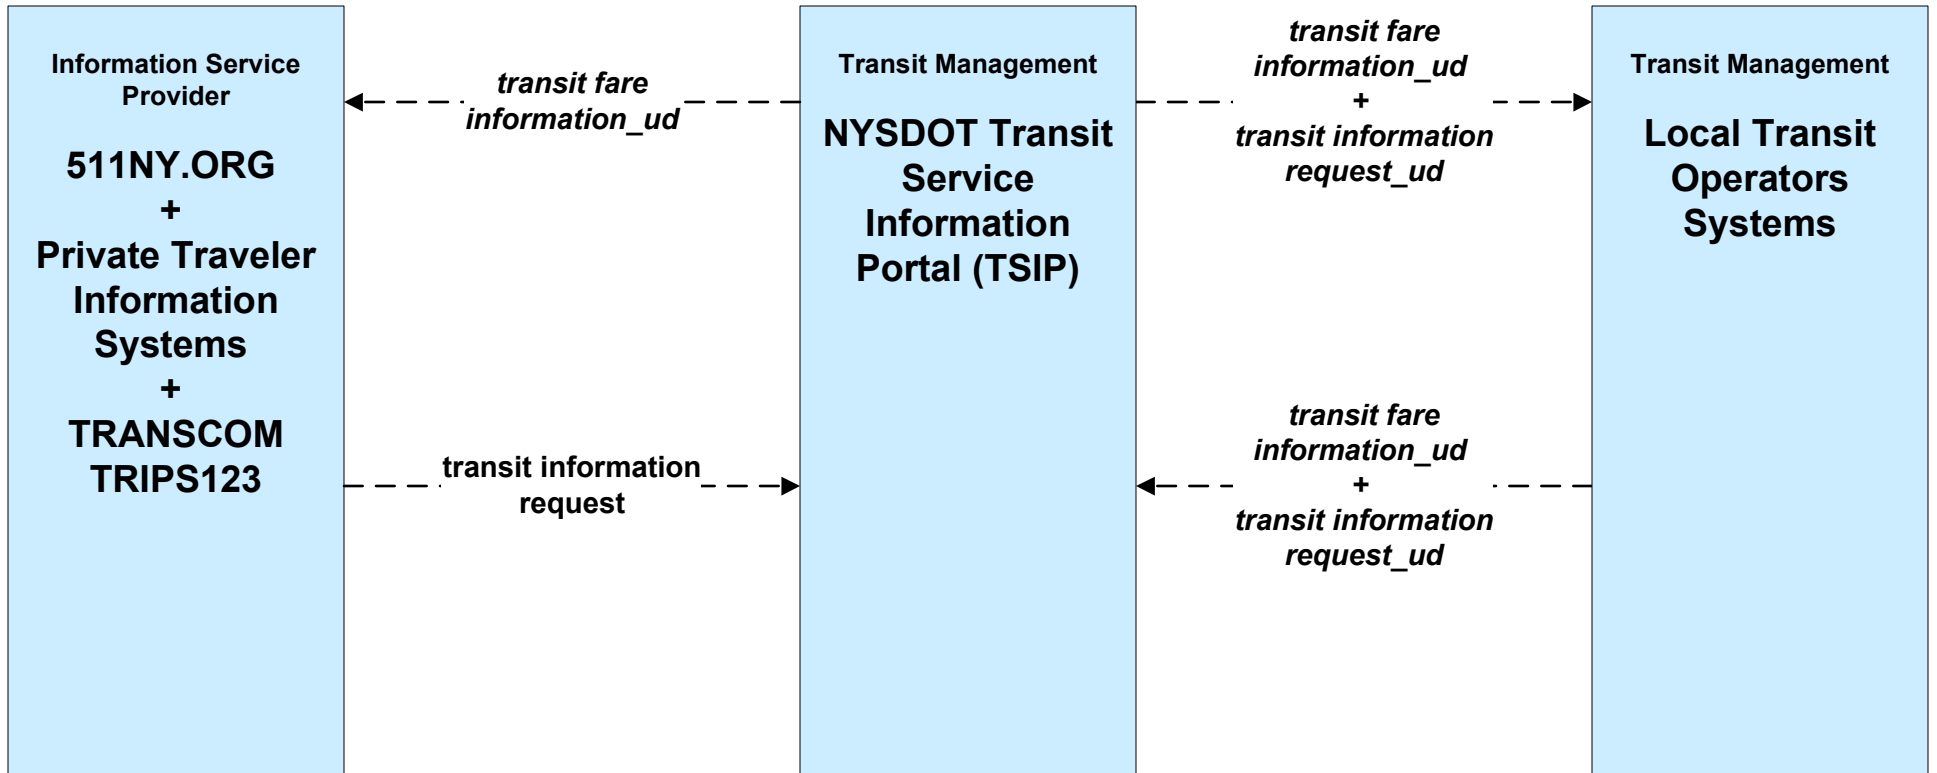 Information Service
Provider
511NY.ORG
+
Private Traveler
Information
Systems
+
TRANSCOM
TRIPS123
transit fare
information_ud
transit information
request
Transit Management
NYSDOT Transit
Service
Information
Portal (TSIP)
transit fare
information_ud
+
transit information
request_ud
transit fare
information_ud
+
transit information
request_ud
Transit Management
Local Transit
Operators
Systems